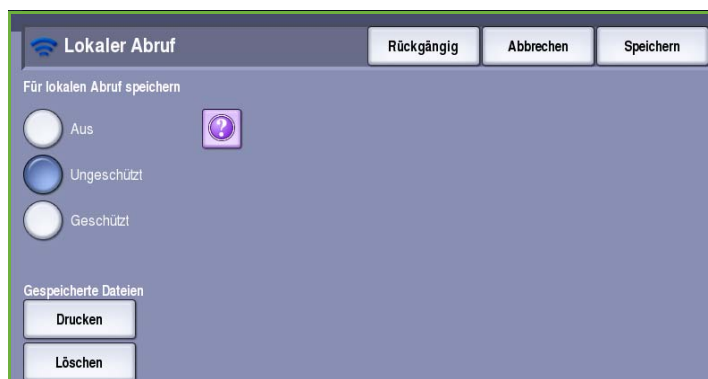 Lokaler Abruf
Rückgängig
Abbrechen
Speichern
Für lokalen Abruf speichern
Aus
Ungeschützt
Geschützt
Gespeicherte Dateien
Drucken
Löschen